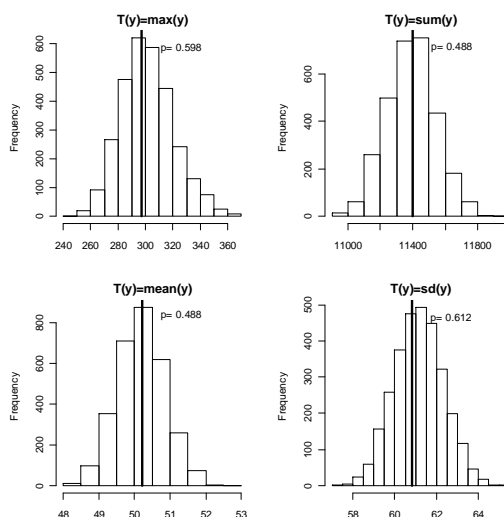 T(y)=max(y)
p= 0.598
Frequency
0 100 200 300 400 500 600
240 260 280 300 320 340 360
T(y)=sum(y)
p= 0.488
Frequency
0 200 400 600
11000 11400 11800
T(y)=mean(y)
p= 0.488
Frequency
0 200 400 600 800
48 49 50 51 52 53
T(y)=sd(y)
p= 0.612
Frequency
0 100 200 300 400 500
58 60 62 64